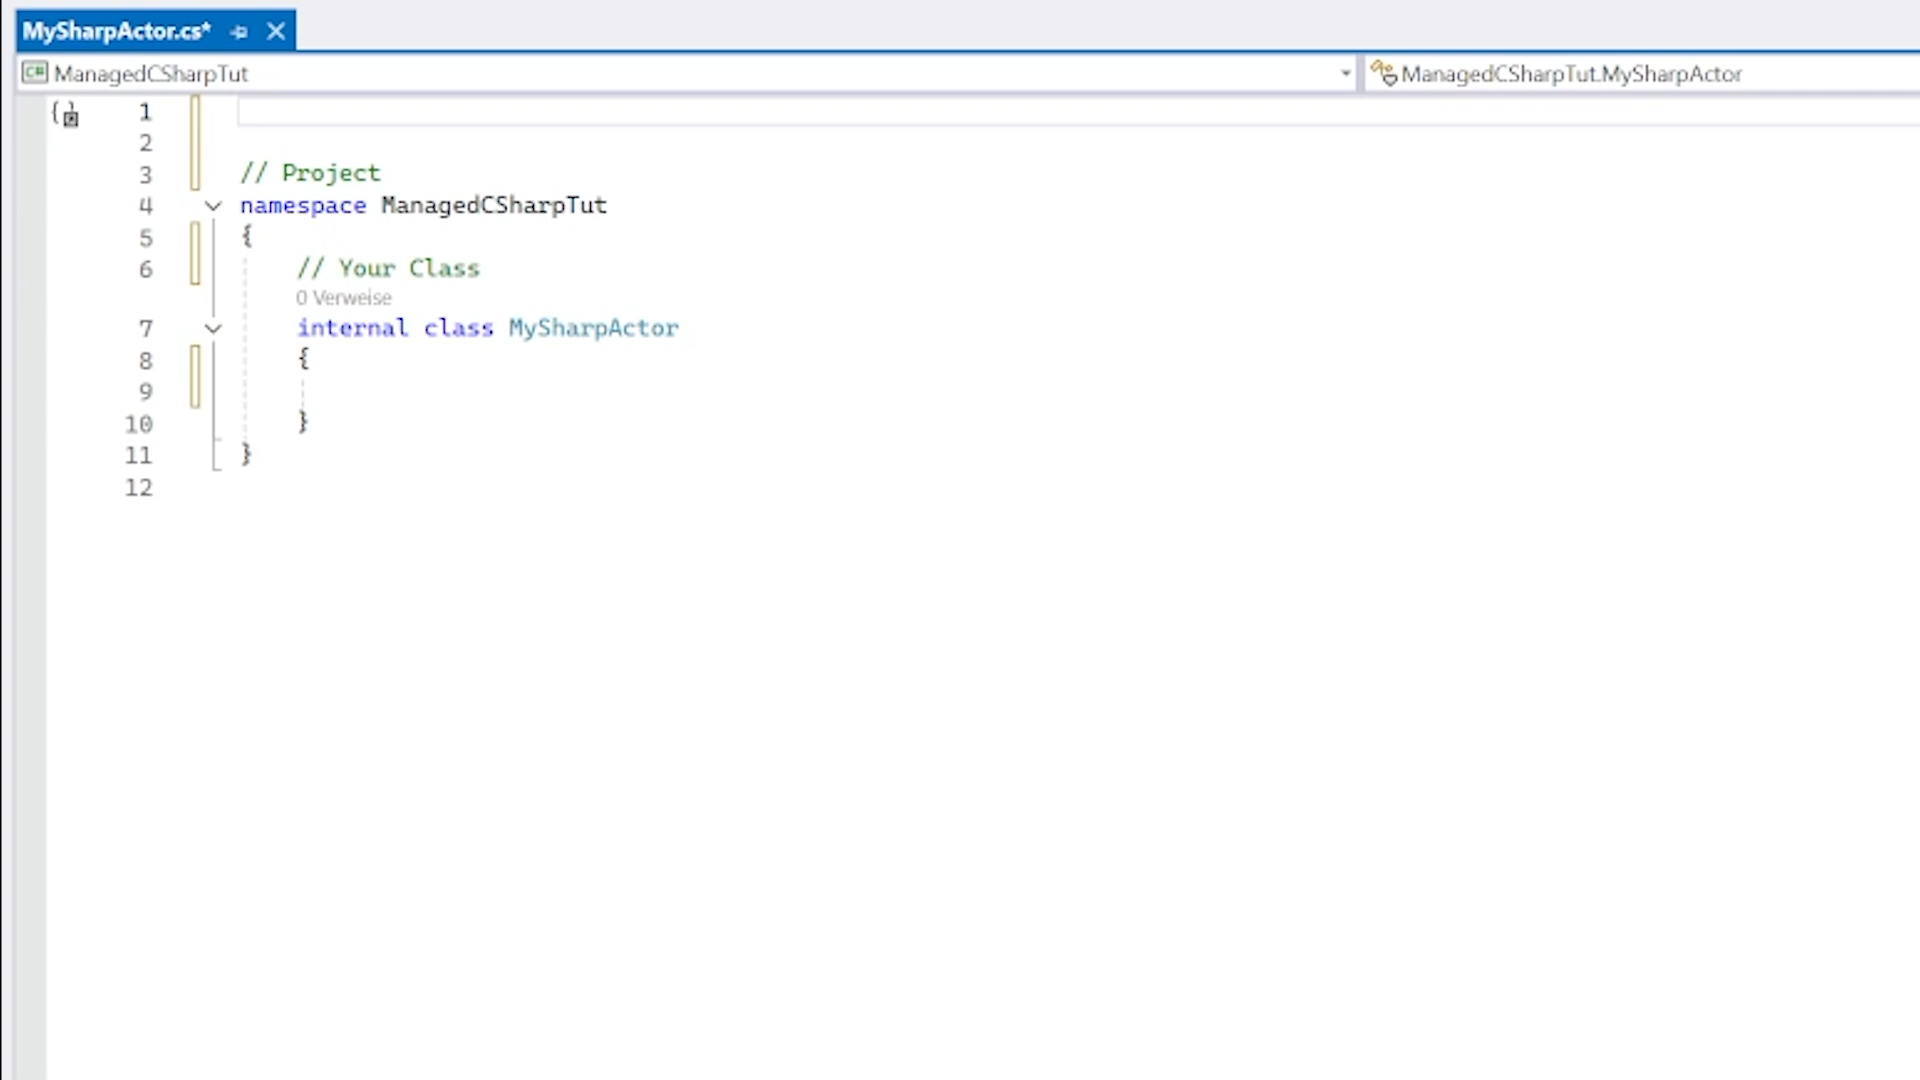 MySharpActor.cs*
C# ManagedCSharpTut ManagedCSharpTut.MySharpActor
1
2
3 // Project
4 namespace ManagedCSharpTut
5 {
6 // Your Class
0 Verweise
7 internal class MySharpActor
8 {
9
10 }
11 }
12